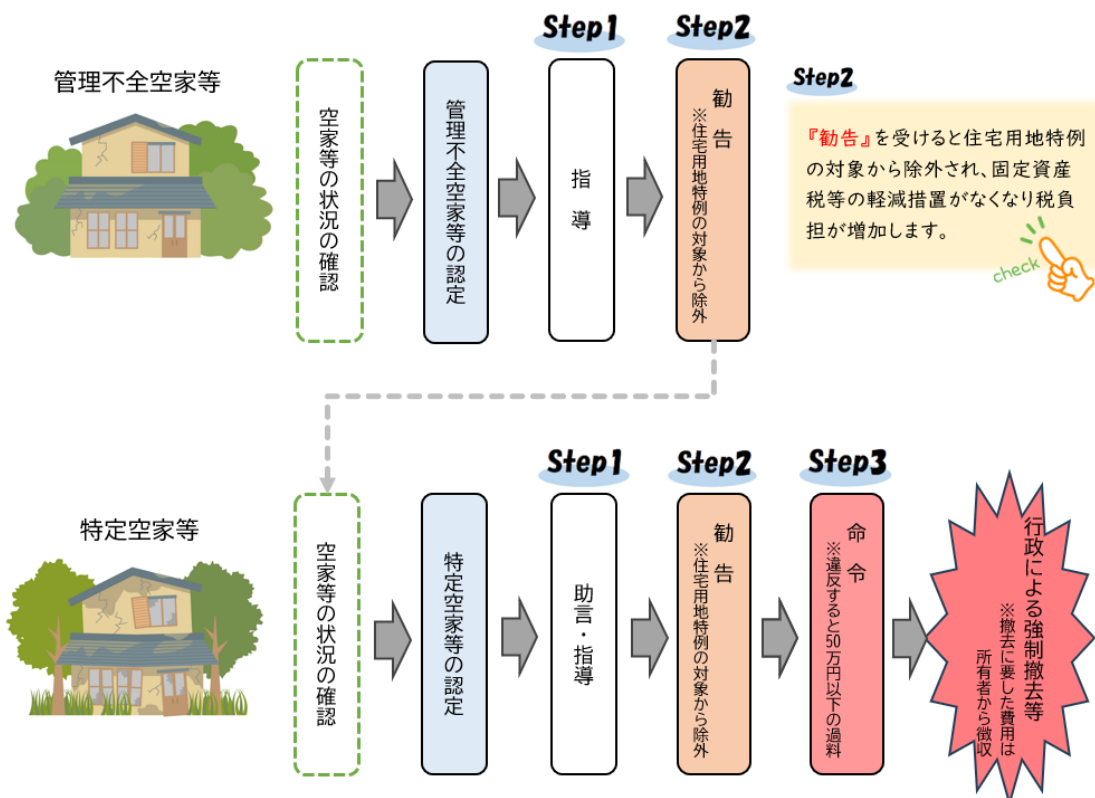 管理不全空家等
空家等の状況の確認
管理不全空家等の認定
Step1
指導
Step2
勧告
※住宅用地特例の対象から除外
Step2
『勧告』を受けると住宅用地特例
の対象から除外され、固定資産
税等の軽減措置がなくなり税負
担が増加します。
check
特定空家等
空家等の状況の確認
特定空家等の認定
Step1
助言・指導
Step2
勧告
※住宅用地特例の対象から除外
Step3
命令
※違反すると50万円以下の過料
行政による強制撤去等
※撤去に要した費用は
所有者から徴収